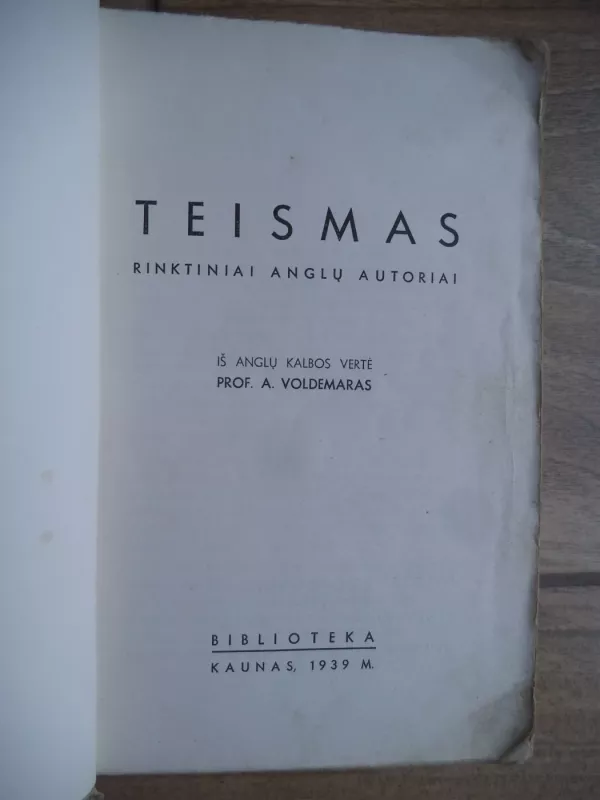 TEISMAS
RINKTINIAI ANGLŲ AUTORIAI
IŠ ANGLŲ KALBOS VERTĖ
PROF. A. VOLDEMARAS
BIBLIOTEKA
KAUNAS, 1939 M.